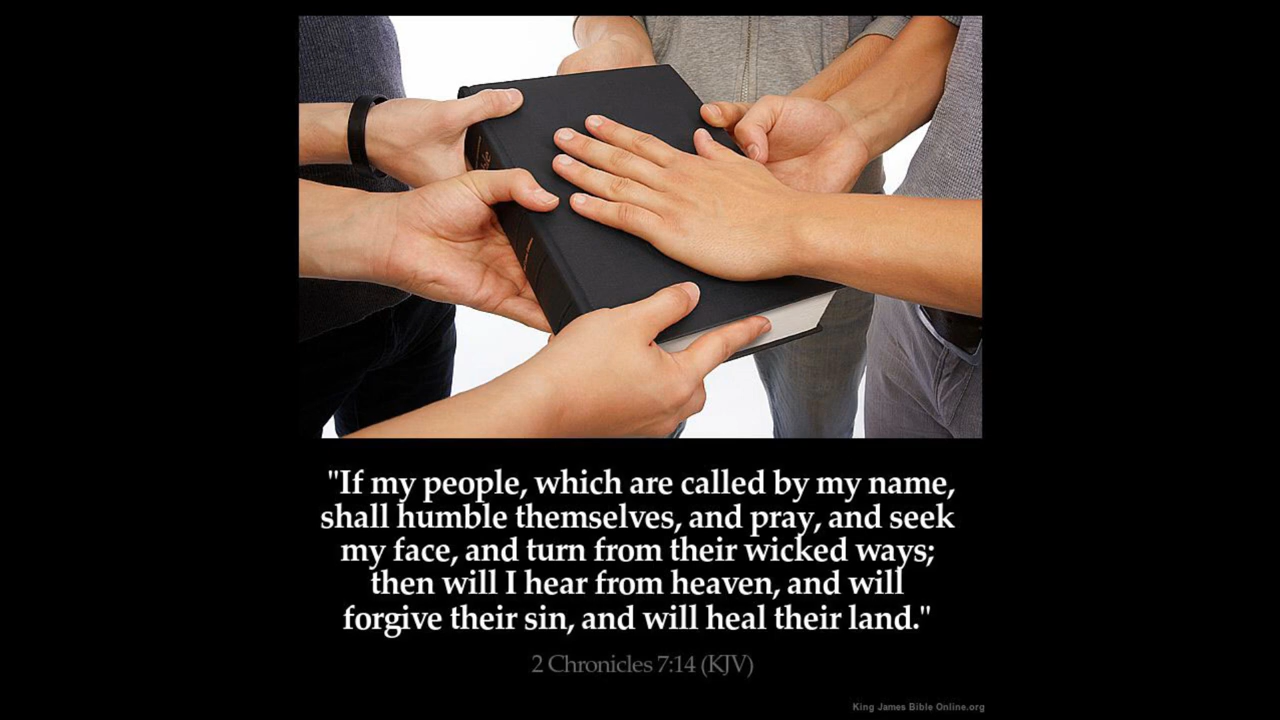 "If my people, which are called by my name,
shall humble themselves, and pray, and seek
my face, and turn from their wicked ways;
then will I hear from heaven, and will
forgive their sin, and will heal their land."
2 Chronicles 7:14 (KJV)
King James Bible Online.org